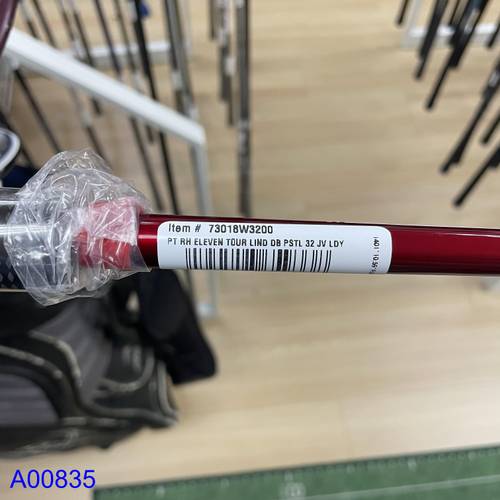 Item # 73018W3200
PT RH ELEVEN TOUR LIND DB PSTL 32 JV LDY
A00835